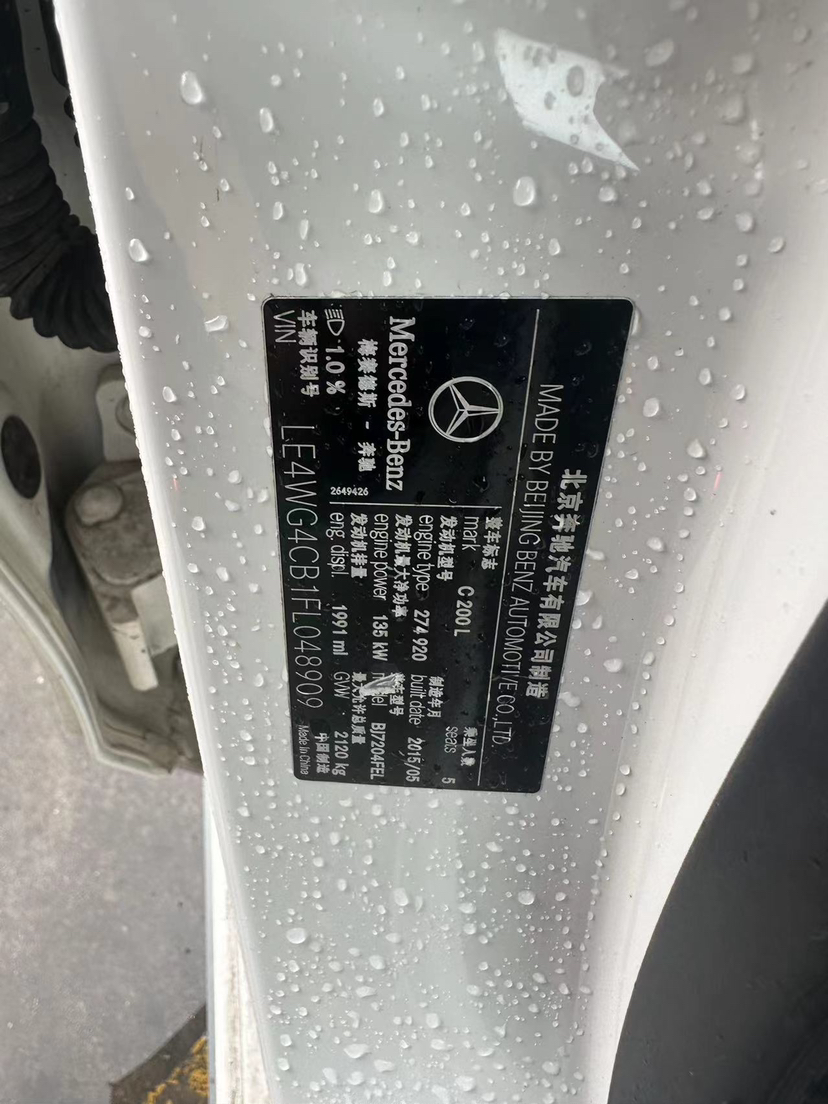 北京奔驰汽车有限公司制造
MADE BY BEIJING BENZ AUTOMOTIVE CO.,LTD.
整车标志 C 200 L 乘坐人数 5
mark seats
发动机型号 制造年月
engine type 274 920 built date 2015/05
发动机最大净功率 车型号
engine power 135 kW BJ7204FEL
发动机排量 最大允许总质量
eng. displ. 1991 ml GVW 2120 kg
Mercedes-Benz
梅赛德斯 - 奔驰
1.0 % 2649426
车辆识别号 LE4WG4CB1FL048909 中国制造
VIN Made in China